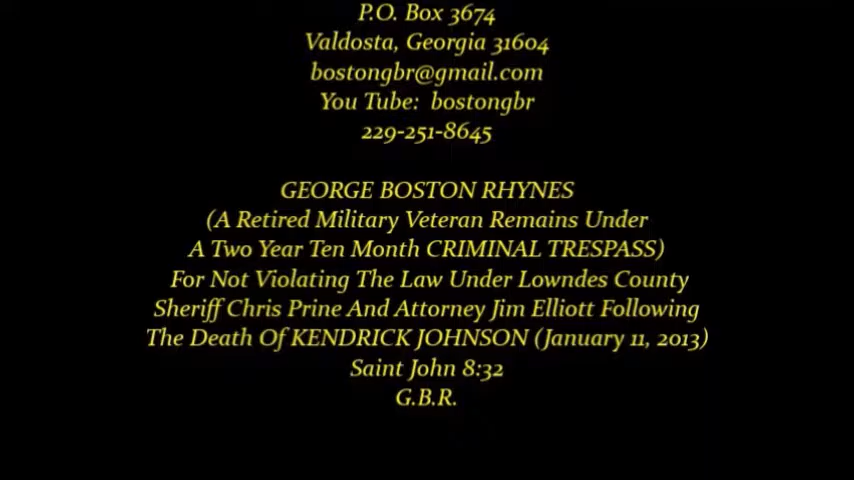 P.O. Box 3674
Valdosta, Georgia 31604
bostongbr@gmail.com
You Tube: bostongbr
229-251-8645
GEORGE BOSTON RHYNES
(A Retired Military Veteran Remains Under
A Two Year Ten Month CRIMINAL TRESPASS)
For Not Violating The Law Under Lowndes County
Sheriff Chris Prine And Attorney Jim Elliott Following
The Death Of KENDRICK JOHNSON (January 11, 2013)
Saint John 8:32
G.B.R.